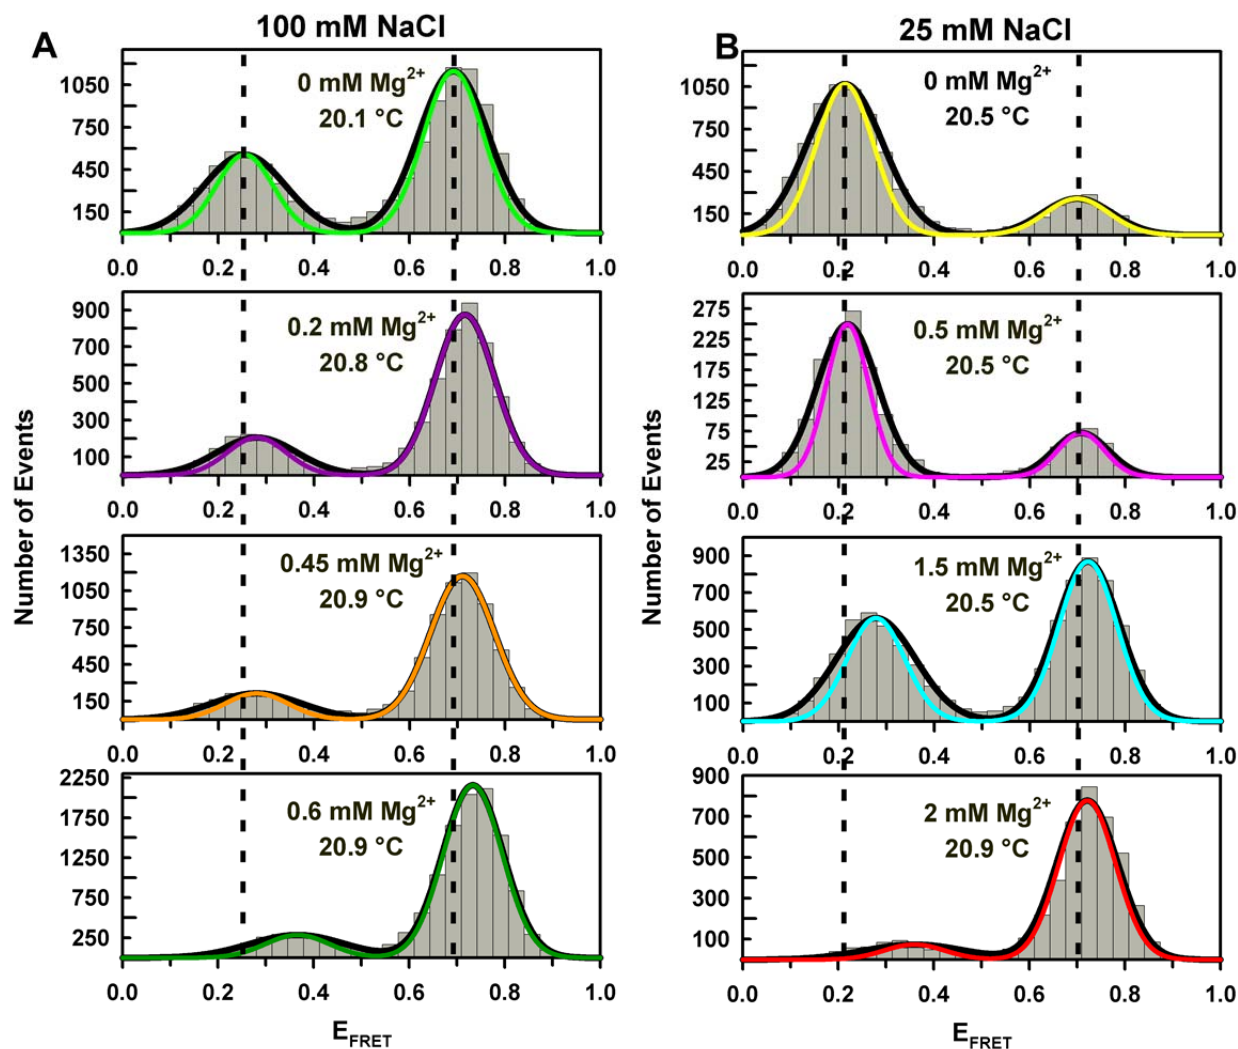 A
100 mM NaCl
Number of Events
0 mM Mg2+
20.1 °C
1050
750
450
150
0.0 0.2 0.4 0.6 0.8 1.0
0.2 mM Mg2+
20.8 °C
900
700
500
300
100
0.0 0.2 0.4 0.6 0.8 1.0
0.45 mM Mg2+
20.9 °C
1350
1050
750
450
150
0.0 0.2 0.4 0.6 0.8 1.0
0.6 mM Mg2+
20.9 °C
2250
1750
1250
750
250
0.0 0.2 0.4 0.6 0.8 1.0
EFRET
B
25 mM NaCl
Number of Events
0 mM Mg2+
20.5 °C
1050
750
450
150
0.0 0.2 0.4 0.6 0.8 1.0
0.5 mM Mg2+
20.5 °C
275
225
175
125
75
25
0.0 0.2 0.4 0.6 0.8 1.0
1.5 mM Mg2+
20.5 °C
900
700
500
300
100
0.0 0.2 0.4 0.6 0.8 1.0
2 mM Mg2+
20.9 °C
900
700
500
300
100
0.0 0.2 0.4 0.6 0.8 1.0
EFRET